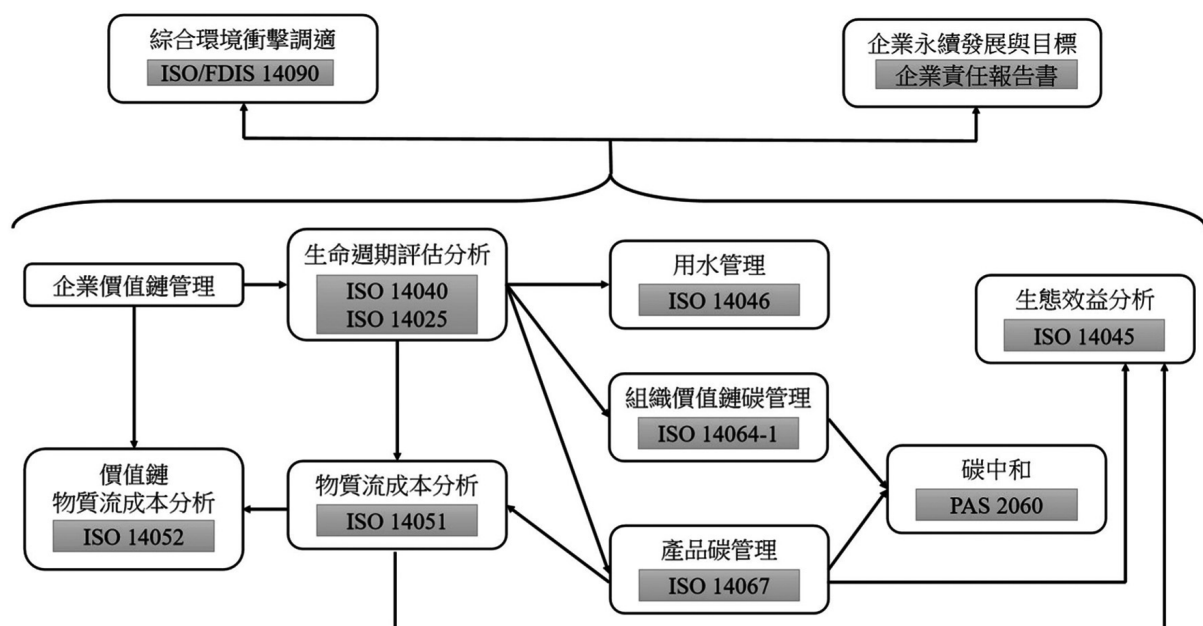 綜合環境衝擊調適
ISO/FDIS 14090
企業永續發展與目標
企業責任報告書
企業價值鏈管理
生命週期評估分析
ISO 14040
ISO 14025
用水管理
ISO 14046
生態效益分析
ISO 14045
組織價值鏈碳管理
ISO 14064-1
價值鏈
物質流成本分析
ISO 14052
物質流成本分析
ISO 14051
碳中和
PAS 2060
產品碳管理
ISO 14067